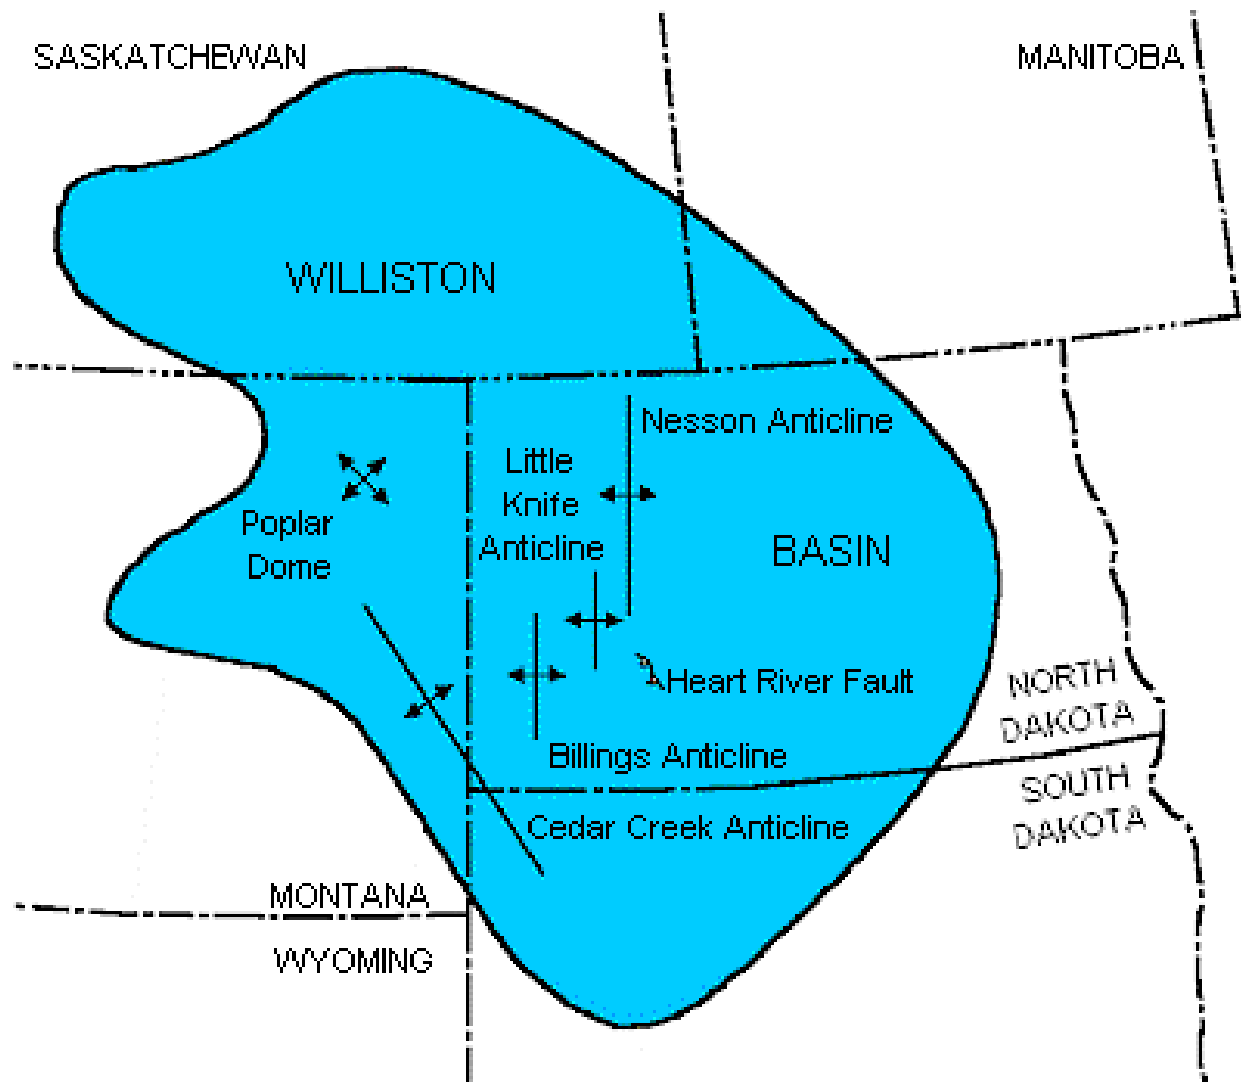 SASKATCHEWAN
MANITOBA
WILLISTON
Nesson Anticline
Little
Knife
Anticline
Poplar
Dome
BASIN
Heart River Fault
NORTH
DAKOTA
Billings Anticline
SOUTH
DAKOTA
Cedar Creek Anticline
MONTANA
WYOMING